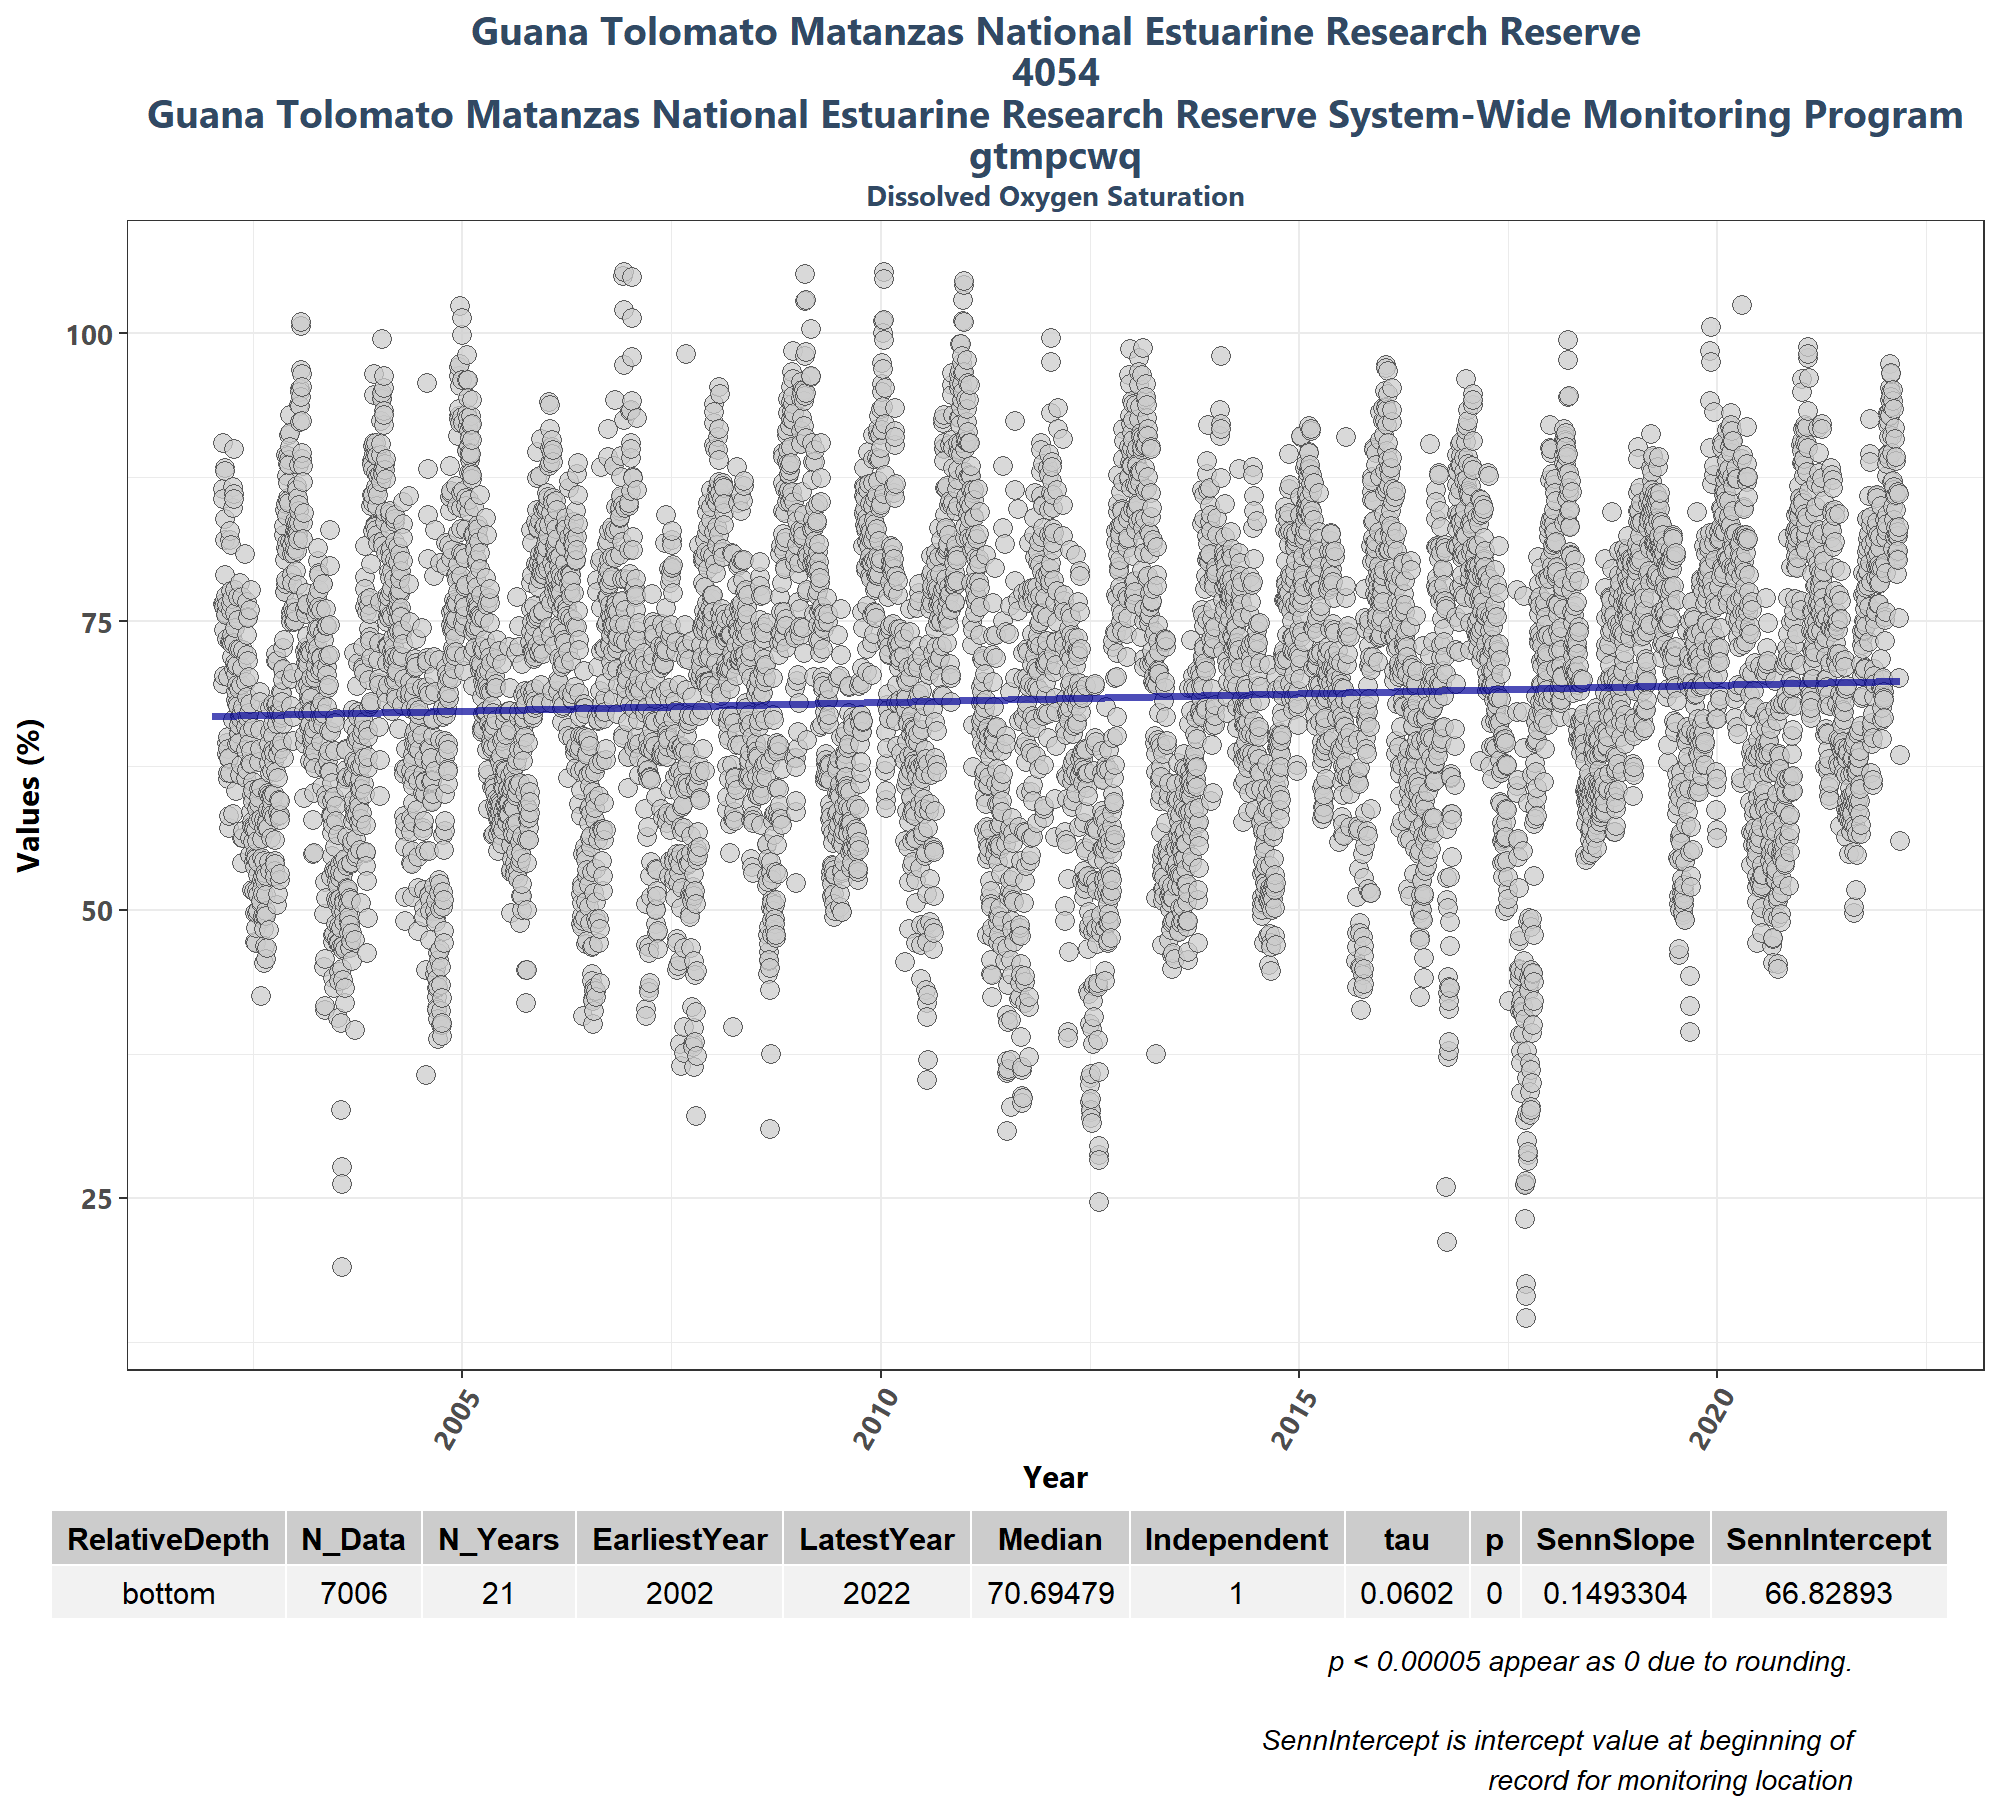 Guana Tolomato Matanzas National Estuarine Research Reserve
4054
Guana Tolomato Matanzas National Estuarine Research Reserve System-Wide Monitoring Program
gtmpcwq
Dissolved Oxygen Saturation
Values (%)
100
75
50
25
2005 2010 2015 2020
Year
RelativeDepth N_Data N_Years EarliestYear LatestYear Median Independent tau p SennSlope SennIntercept
bottom 7006 21 2002 2022 70.69479 1 0.0602 0 0.1493304 66.82893
p < 0.00005 appear as 0 due to rounding.
SennIntercept is intercept value at beginning of
record for monitoring location